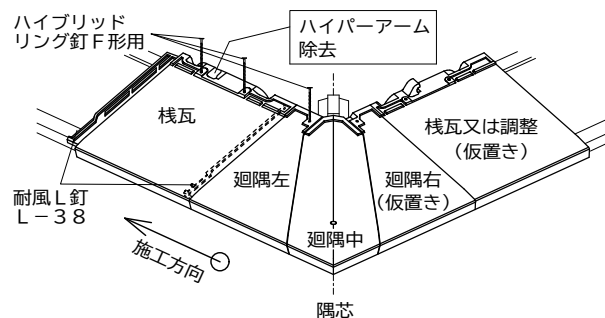 ハイブリッド
リング釘F形用
ハイパーアーム
除去
桟瓦
桟瓦又は調整
(仮置き)
廻隅左
廻隅右
(仮置き)
廻隅中
耐風L釘
L-38
施工方向
隅芯